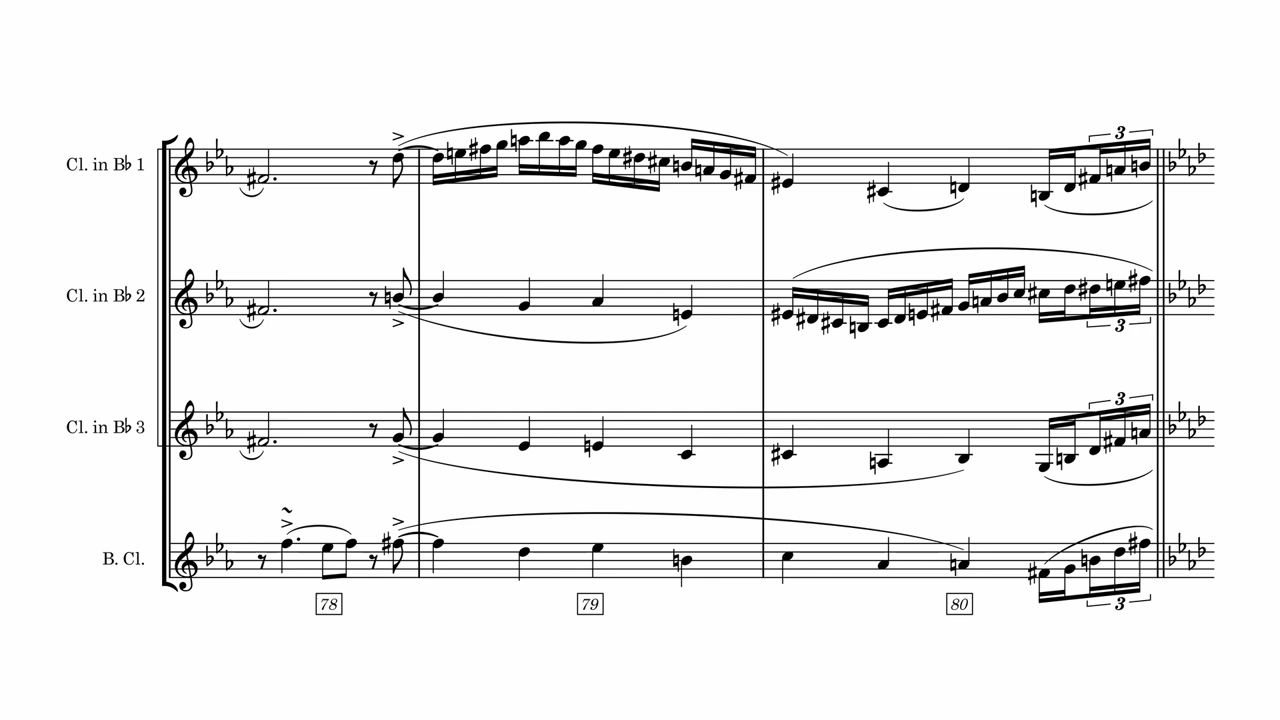 Cl. in B♭ 1
3
Cl. in B♭ 2
3
Cl. in B♭ 3
3
B. Cl.
3
78
79
80